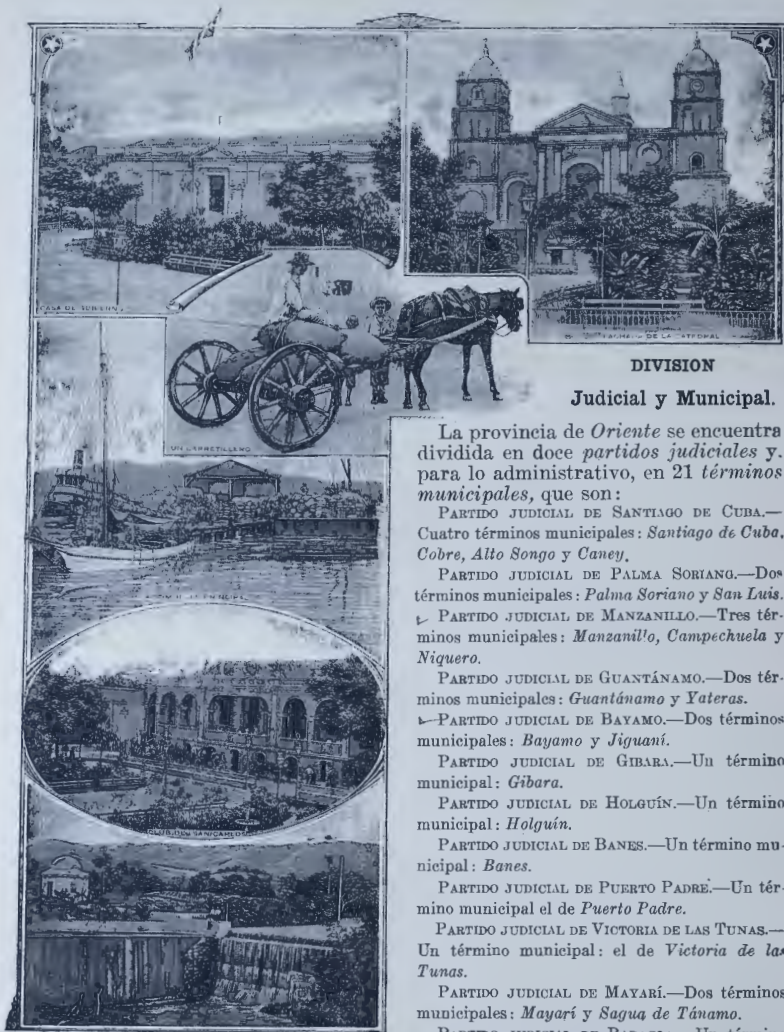 CASA DE GOBIERNO
FACHADA DE LA CATEDRAL
UN CARRETILLERO
CLUB DEL SAN CARLOS
DIVISION
Judicial y Municipal.
La provincia de Oriente se encuentra
dividida en doce partidos judiciales y.
para lo administrativo, en 21 términos
municipales, que son:
PARTIDO JUDICIAL DE SANTIAGO DE CUBA.—
Cuatro términos municipales: Santiago de Cuba,
Cobre, Alto Songo y Caney.
PARTIDO JUDICIAL DE PALMA SORIANO.—Dos
términos municipales: Palma Soriano y San Luis.
PARTIDO JUDICIAL DE MANZANILLO.—Tres tér-
minos municipales: Manzanillo, Campechuela y
Niquero.
PARTIDO JUDICIAL DE GUANTÁNAMO.—Dos tér-
minos municipales: Guantánamo y Yateras.
PARTIDO JUDICIAL DE BAYAMO.—Dos términos
municipales: Bayamo y Jiguaní.
PARTIDO JUDICIAL DE GIBARA.—Un término
municipal: Gibara.
PARTIDO JUDICIAL DE HOLGUÍN.—Un término
municipal: Holguín.
PARTIDO JUDICIAL DE BANES.—Un término mu-
nicipal: Banes.
PARTIDO JUDICIAL DE PUERTO PADRE.—Un tér-
mino municipal el de Puerto Padre.
PARTIDO JUDICIAL DE VICTORIA DE LAS TUNAS.—
Un término municipal: el de Victoria de las
Tunas.
PARTIDO JUDICIAL DE MAYARÍ.—Dos términos
municipales: Mayarí y Sagua de Tánamo.